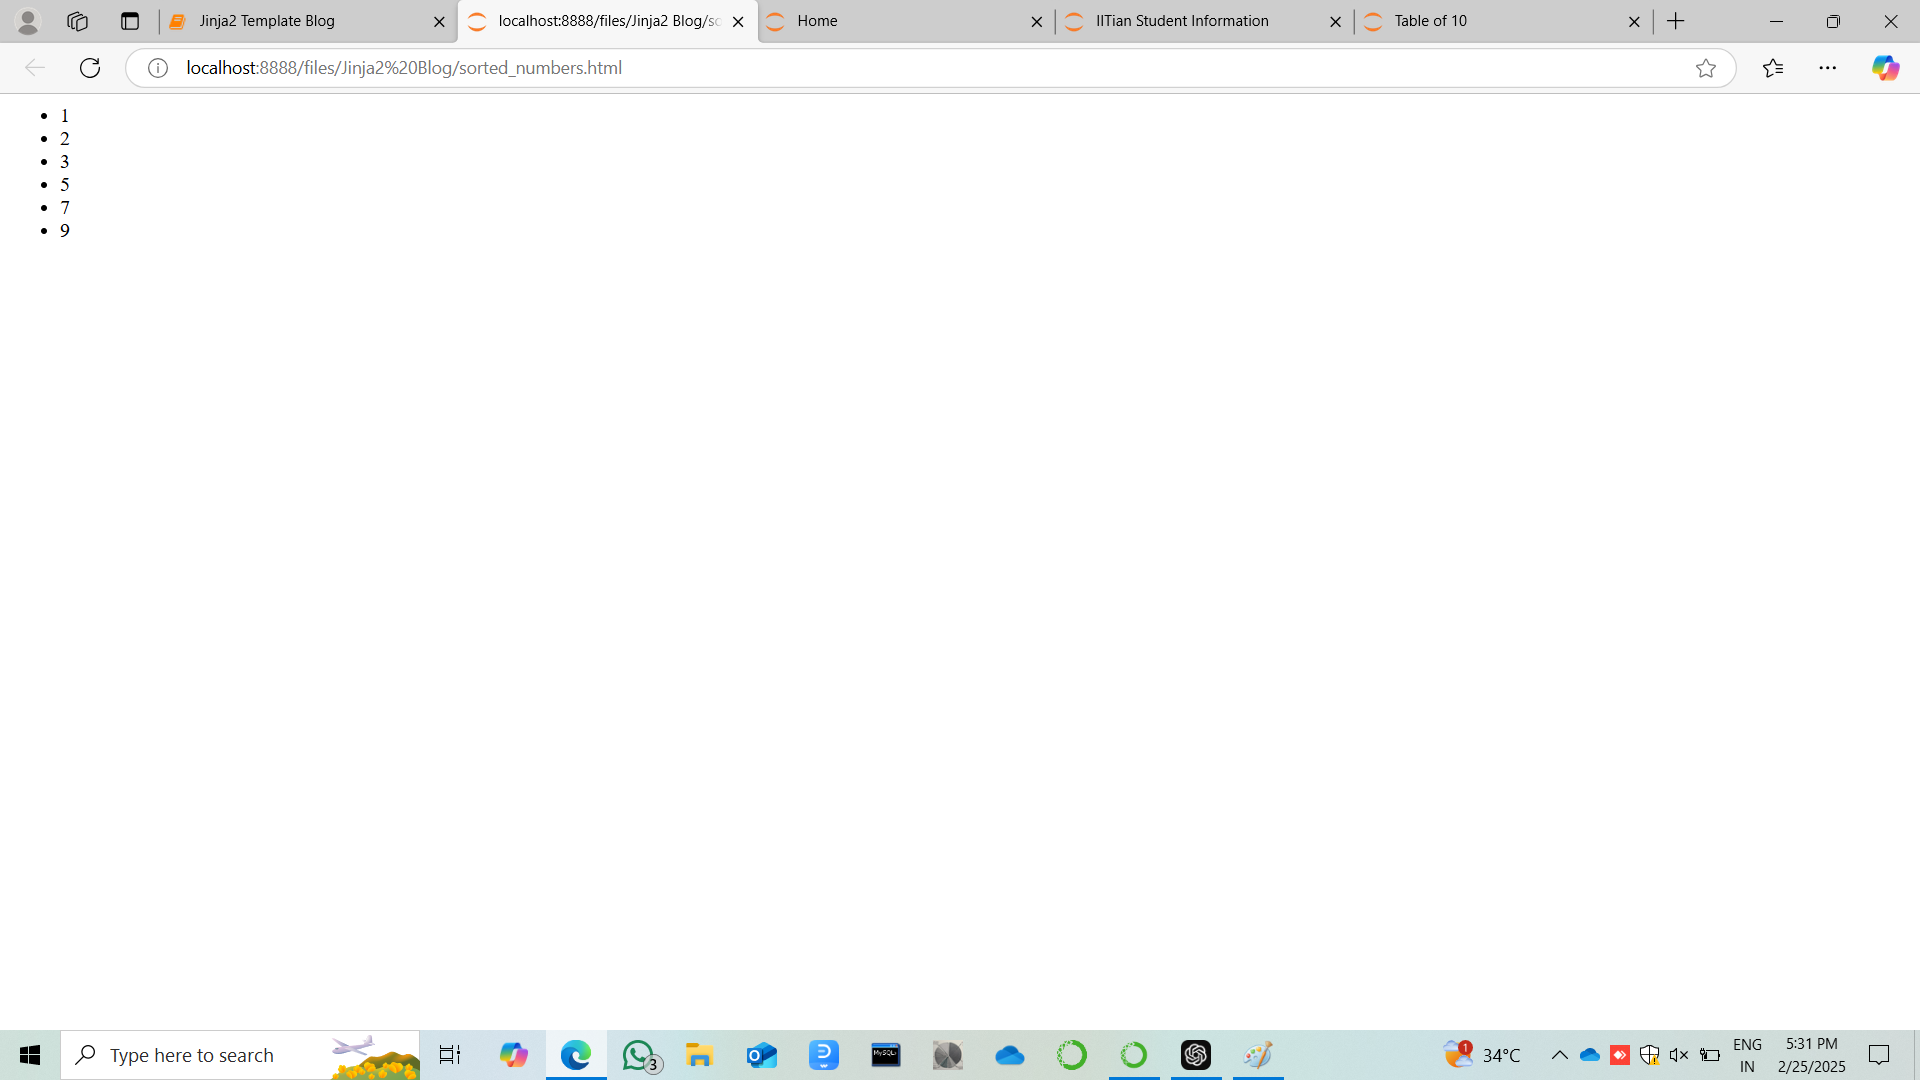 Jinja2 Template Blog
localhost:8888/files/Jinja2 Blog/so
Home
IITian Student Information
Table of 10
localhost:8888/files/Jinja2%20Blog/sorted_numbers.html
• 1
• 2
• 3
• 5
• 7
• 9
Type here to search
3
MySQL
1
34°C
ENG
IN
5:31 PM
2/25/2025